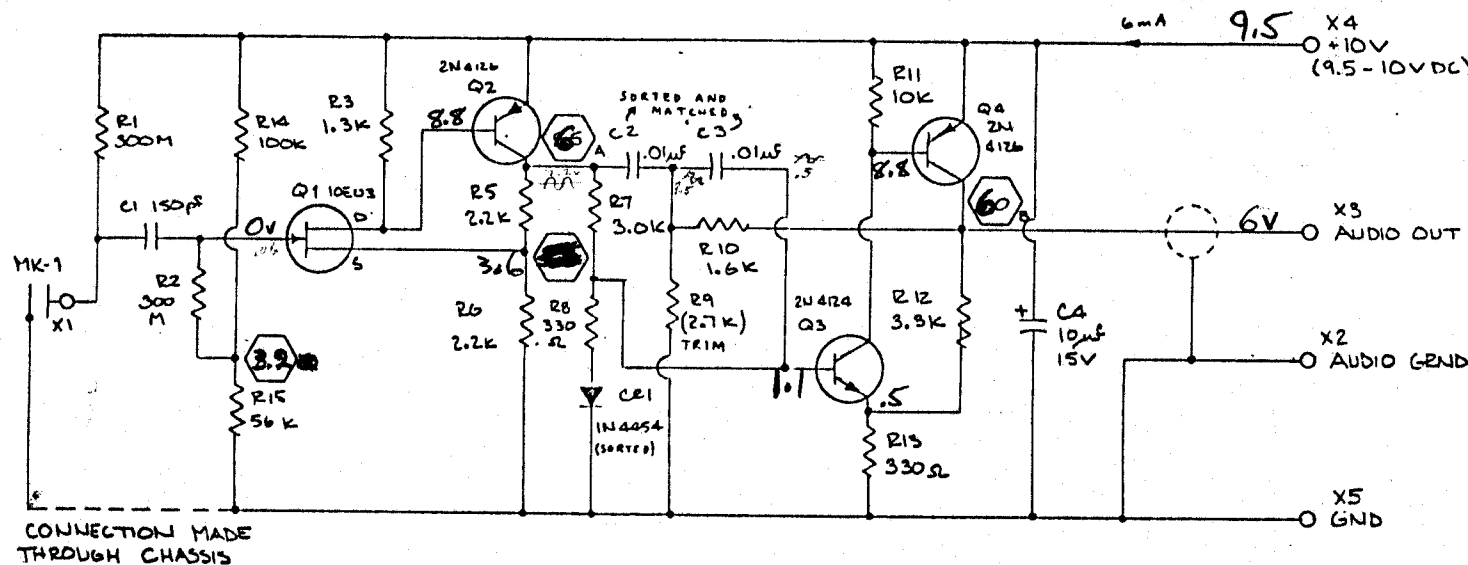 6mA
9.5
X4
+10V
(9.5-10VDC)
R1
300M
R14
100K
R3
1.3K
2N4126
Q2
8.8
SORTED AND
MATCHED
C2
.01µf
C3
.01µf
.5
A
R11
10K
Q4
2N
4126
8.8
C1 150pf
0V
Q1 10EU3
D
S
R5
2.2K
R7
3.0K
R10
1.6K
60
B
6V
X3
AUDIO OUT
MK-1
X1
R2
300
M
3.6
R6
2.2K
R8
330
Ω
R9
(2.7K)
TRIM
2N4124
Q3
R12
3.3K
+
C4
10µf
15V
X2
AUDIO GRND
3.2
R15
56K
CR1
1N4454
(SORTED)
1.1
.5
R13
330Ω
X5
GND
CONNECTION MADE
THROUGH CHASSIS